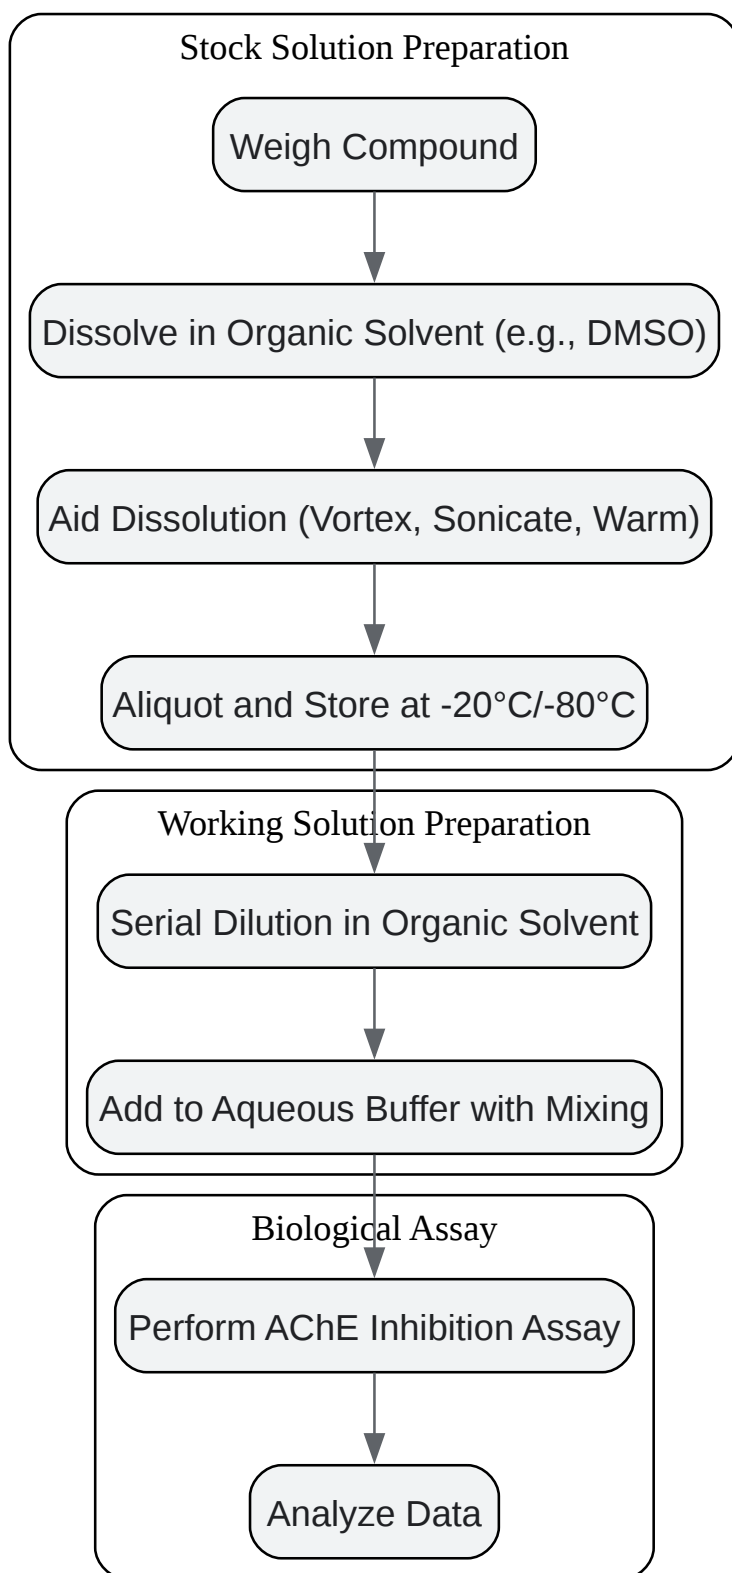 Stock Solution Preparation
Weigh Compound
Dissolve in Organic Solvent (e.g., DMSO)
Aid Dissolution (Vortex, Sonicate, Warm)
Aliquot and Store at -20°C/-80°C
Working Solution Preparation
Serial Dilution in Organic Solvent
Add to Aqueous Buffer with Mixing
Biological Assay
Perform AChE Inhibition Assay
Analyze Data